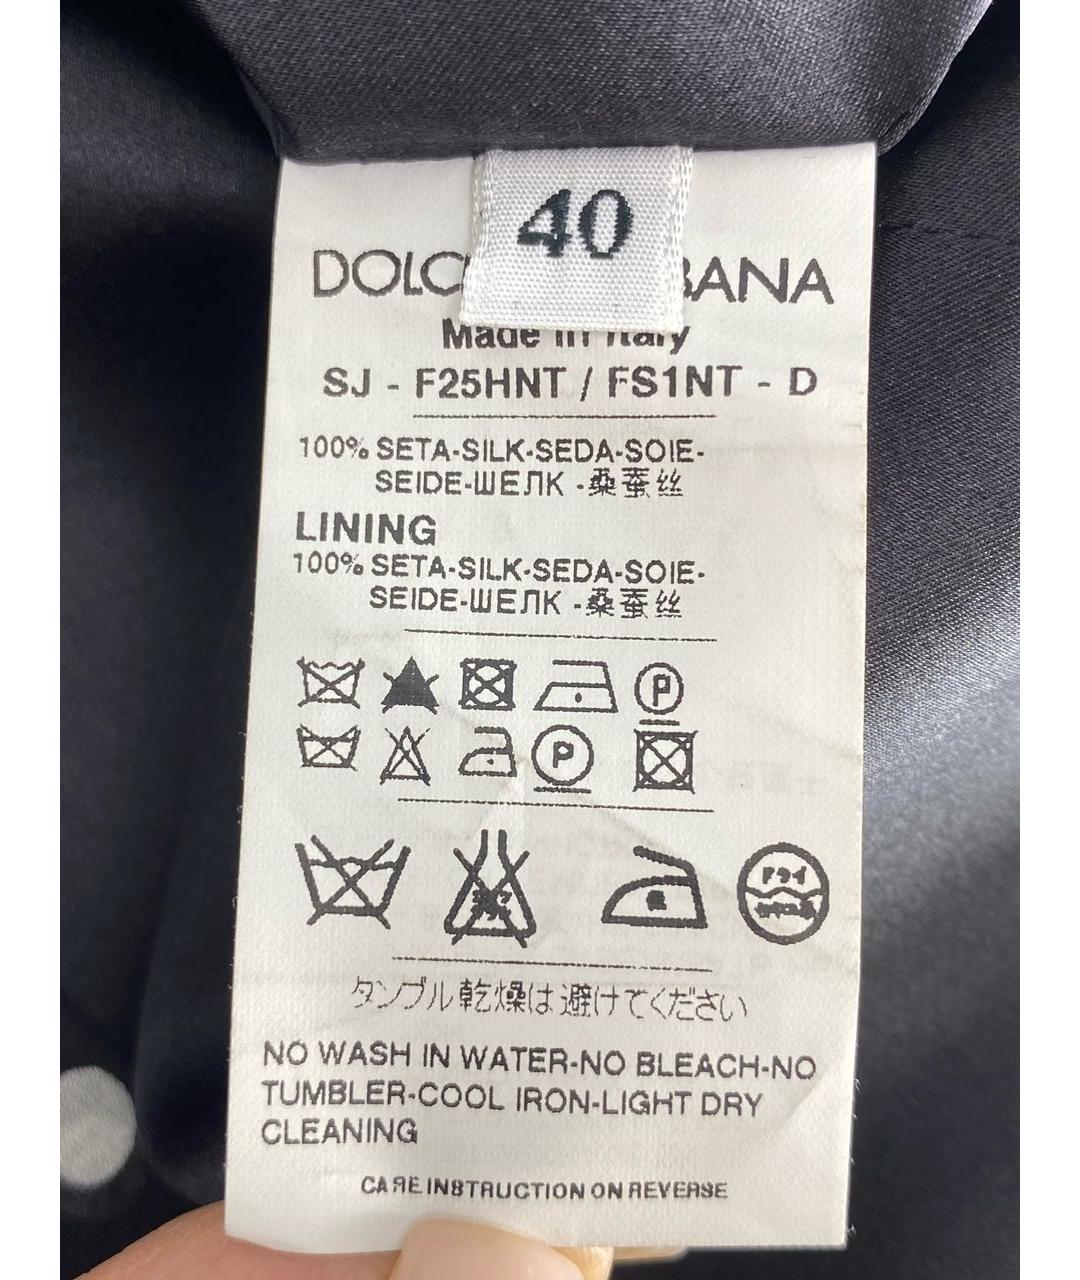 40
DOLC BANA
Made in Italy
SJ - F25HNT / FS1NT - D
100% SETA-SILK-SEDA-SOIE-
SEIDE-ШЕЛК -桑蚕丝
LINING
100% SETA-SILK-SEDA-SOIE-
SEIDE-ШЕЛК -桑蚕丝
P
P
ドライ
タンブル乾燥は避けてください
NO WASH IN WATER-NO BLEACH-NO
TUMBLER-COOL IRON-LIGHT DRY
CLEANING
CARE INSTRUCTION ON REVERSE